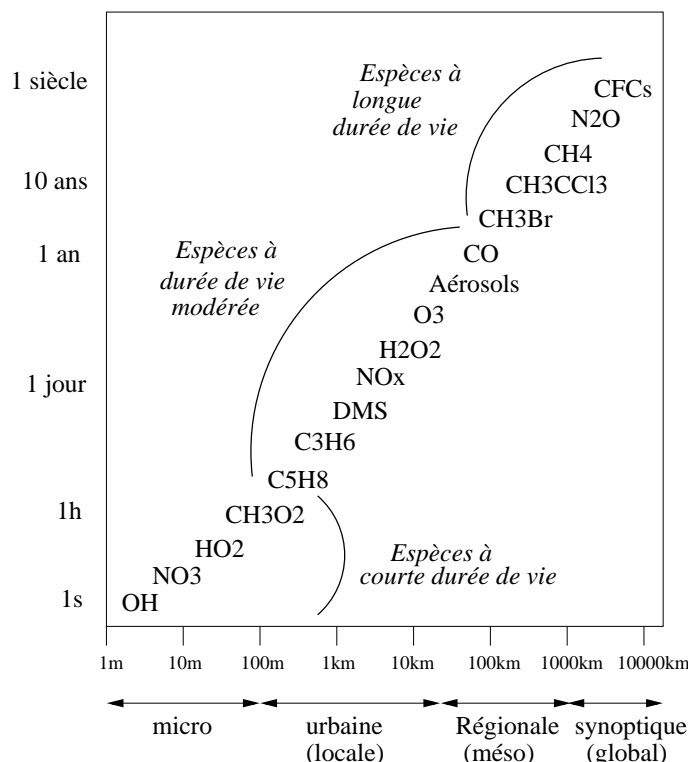 1 siècle
10 ans
1 an
1 jour
1h
1s
Espèces à
longue
durée de vie
CFCs
N2O
CH4
CH3CCl3
CH3Br
Espèces à
durée de vie
modérée
CO
Aérosols
O3
H2O2
NOx
DMS
C3H6
C5H8
CH3O2
HO2
NO3
OH
Espèces à
courte durée de vie
1m 10m 100m 1km 10km 100km 1000km 10000km
micro urbaine Régionale synoptique
(locale) (méso) (global)